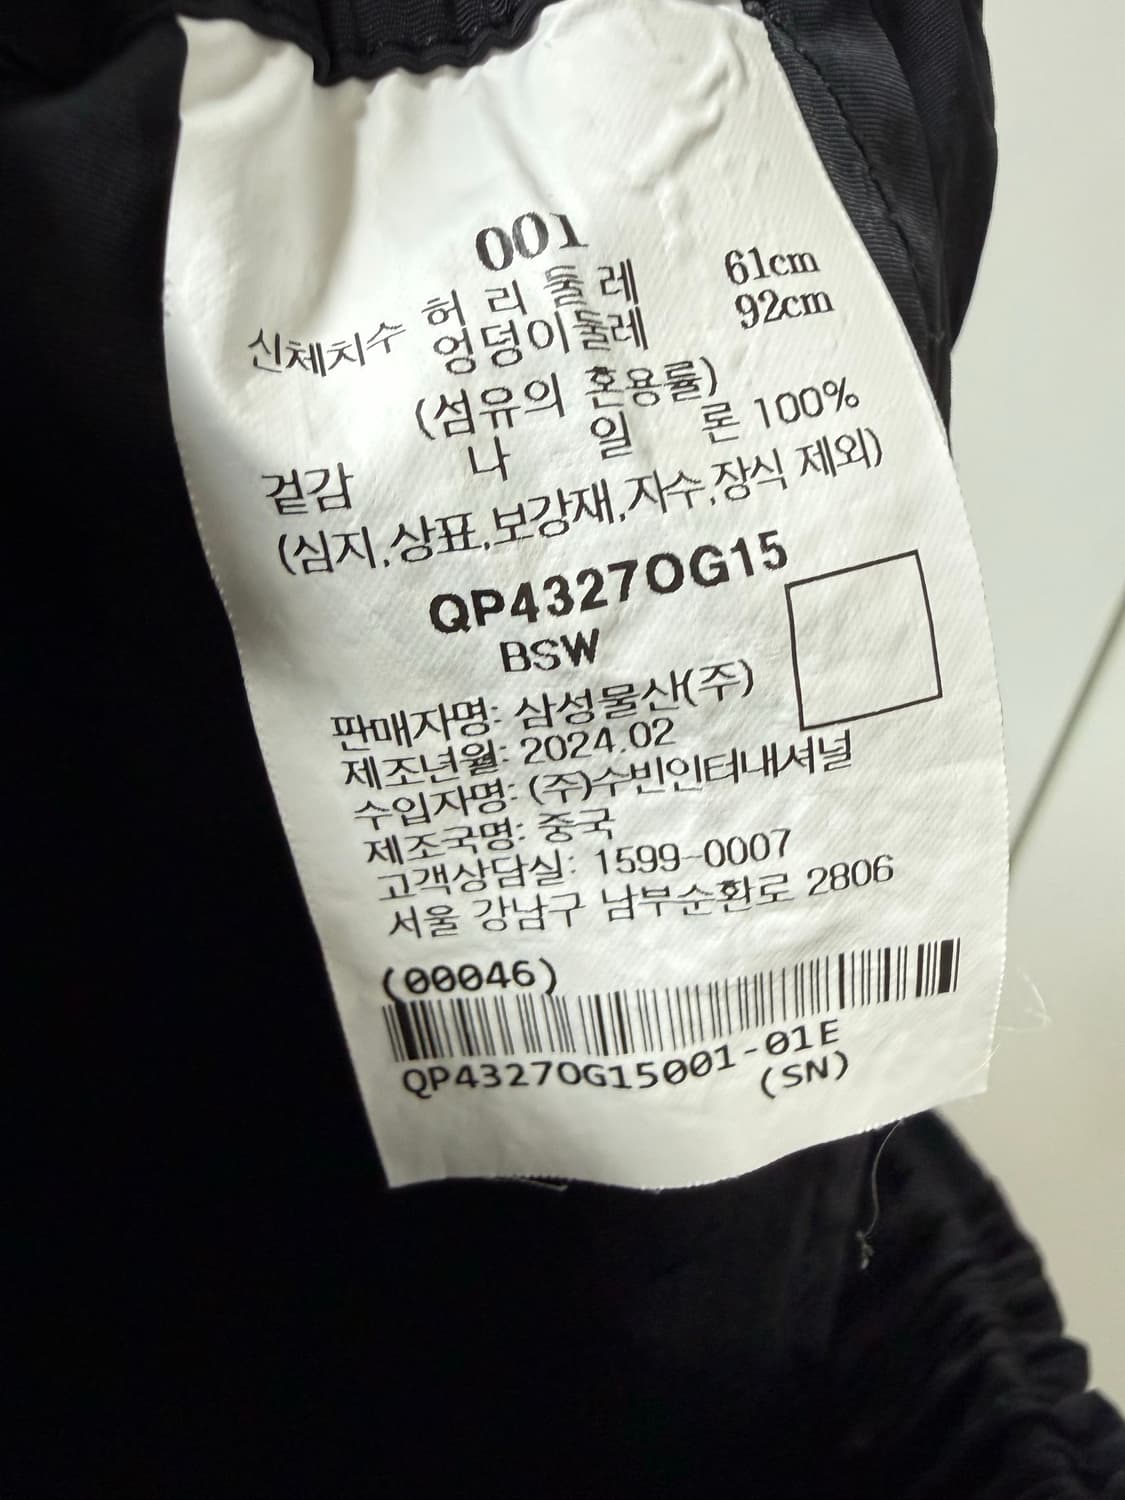 001
신체치수 허리둘레 61cm
엉덩이둘레 92cm
(섬유의 혼용률)
겉감 나 일 론 100%
(심지,상표,보강재,자수,장식 제외)
QP4327OG15
BSW
판매자명: 삼성물산(주)
제조년월: 2024.02
수입자명: (주)수빈인터내셔널
제조국명: 중국
고객상담실: 1599-0007
서울 강남구 남부순환로 2806
(00046)
QP4327OG15001-01E
(SN)